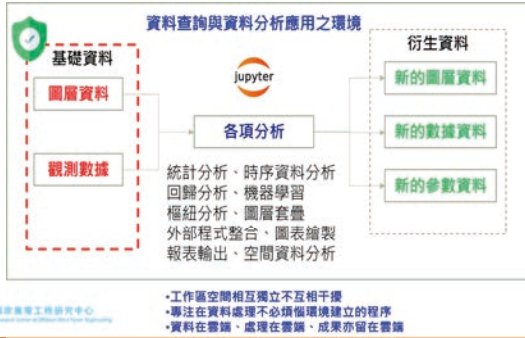 資料查詢與資料分析應用之環境
基礎資料
圖層資料
觀測數據
jupyter
各項分析
統計分析、時序資料分析
回歸分析、機器學習
樞紐分析、圖層套疊
外部程式整合、圖表繪製
報表輸出、空間資料分析
衍生資料
新的圖層資料
新的數據資料
新的參數資料
工程研究中心
•工作區空間相互獨立不互相干擾
•專注在資料處理不必煩惱環境建立的程序
•資料在雲端、處理在雲端、成果亦留在雲端